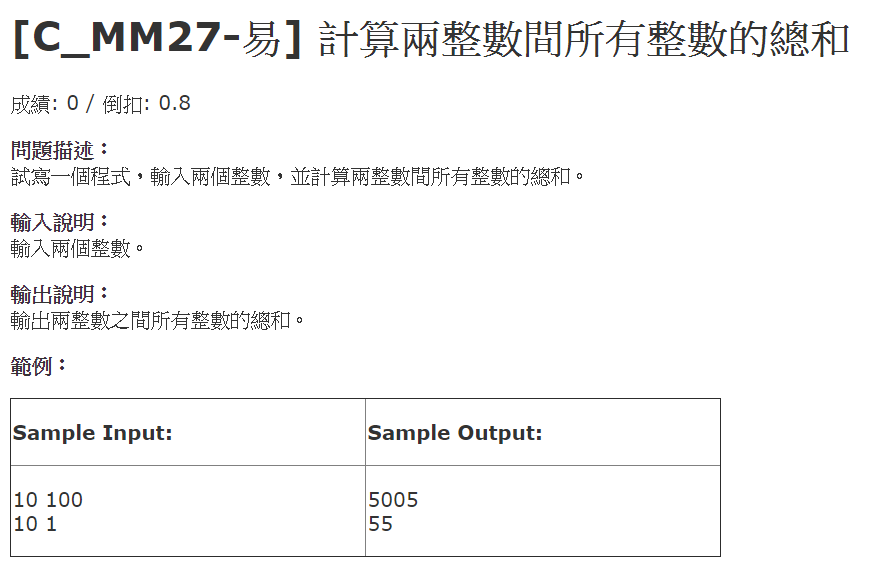 [C_MM27-易] 計算兩整數間所有整數的總和
成績: 0 / 倒扣: 0.8
問題描述：
試寫一個程式，輸入兩個整數，並計算兩整數間所有整數的總和。
輸入說明：
輸入兩個整數。
輸出說明：
輸出兩整數之間所有整數的總和。
範例：
Sample Input: Sample Output:
10 100 5005
10 1 55